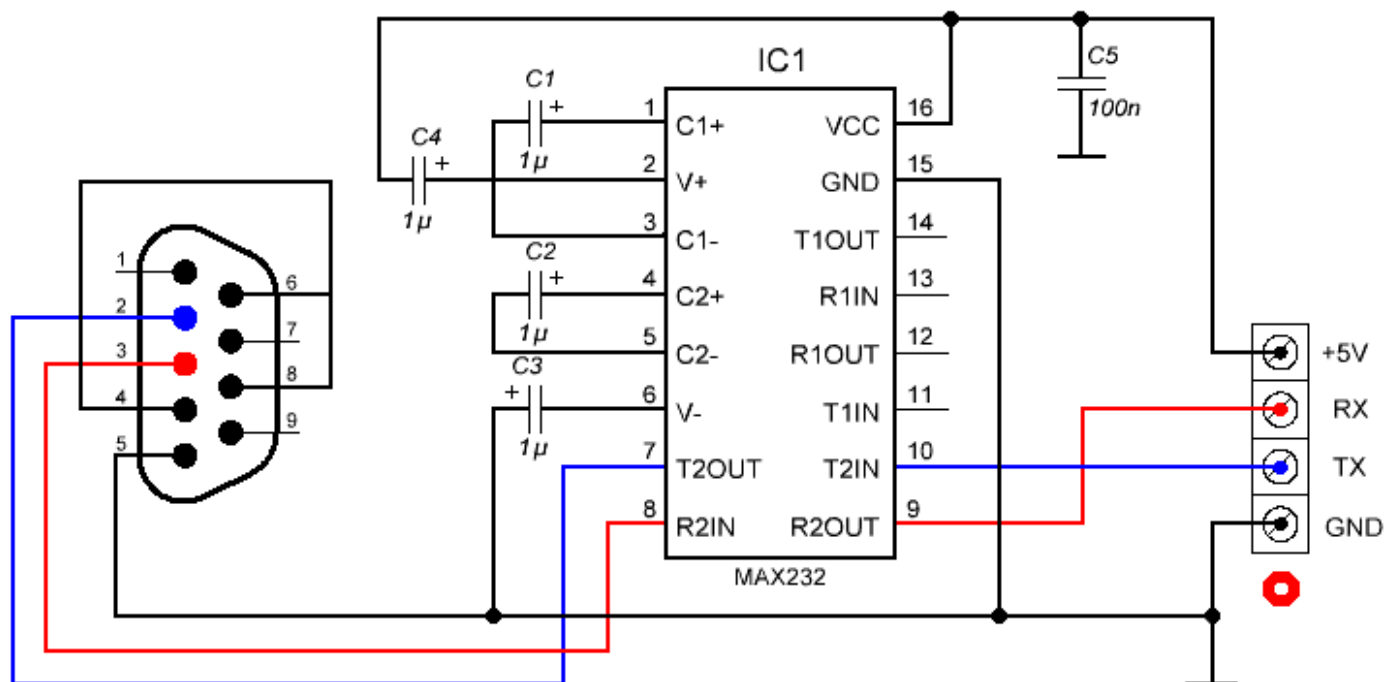 IC1
C1
+
1µ
C4
+
1µ
C2
+
1µ
C3
+
1µ
C5
100n
1 C1+ VCC 16
2 V+ GND 15
3 C1- T1OUT 14
4 C2+ R1IN 13
5 C2- R1OUT 12
6 V- T1IN 11
7 T2OUT T2IN 10
8 R2IN R2OUT 9
MAX232
1
2
3
4
5
6
7
8
9
+5V
RX
TX
GND